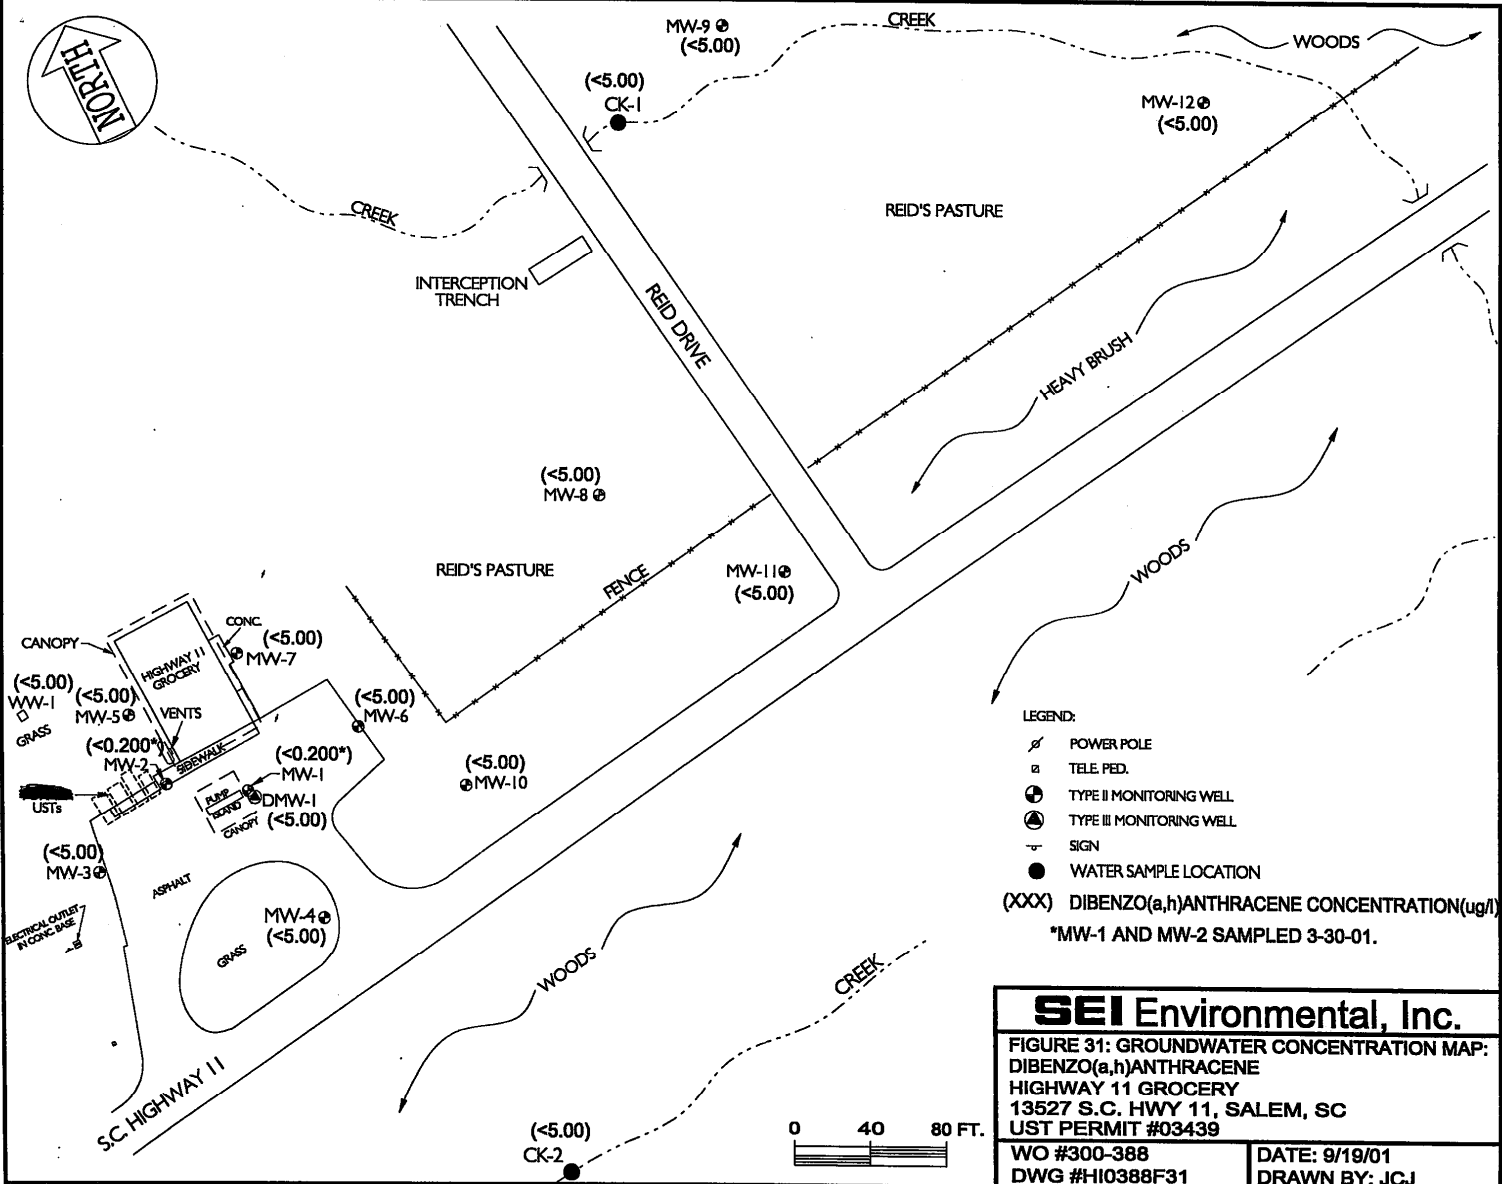 NORTH
MW-9
(<5.00)
CREEK
WOODS
(<5.00)
CK-1
MW-12
(<5.00)
CREEK
REID'S PASTURE
INTERCEPTION
TRENCH
REID DRIVE
HEAVY BRUSH
(<5.00)
MW-8
REID'S PASTURE
FENCE
MW-11
(<5.00)
WOODS
CANOPY
CONC.
(<5.00)
MW-7
HIGHWAY 11
GROCERY
(<5.00)
WW-1
(<5.00)
MW-5
VENTS
GRASS
(<5.00)
MW-6
(<0.200*)
MW-2
SIDEWALK
(<0.200*)
MW-1
(<5.00)
MW-10
USTs
PUMP
ISLAND
DMW-1
(<5.00)
CANOPY
(<5.00)
MW-3
ASPHALT
ELECTRICAL OUTLET
IN CONC. BASE
MW-4
(<5.00)
GRASS
WOODS
CREEK
S.C. HIGHWAY 11
(<5.00)
CK-2
0 40 80 FT.
LEGEND:
POWER POLE
TELE. PED.
TYPE II MONITORING WELL
TYPE III MONITORING WELL
SIGN
WATER SAMPLE LOCATION
(XXX) DIBENZO(a,h)ANTHRACENE CONCENTRATION(ug/l)
*MW-1 AND MW-2 SAMPLED 3-30-01.
SEI Environmental, Inc.
FIGURE 31: GROUNDWATER CONCENTRATION MAP:
DIBENZO(a,h)ANTHRACENE
HIGHWAY 11 GROCERY
13527 S.C. HWY 11, SALEM, SC
UST PERMIT #03439
WO #300-388
DWG #HI0388F31
DATE: 9/19/01
DRAWN BY: JCJ